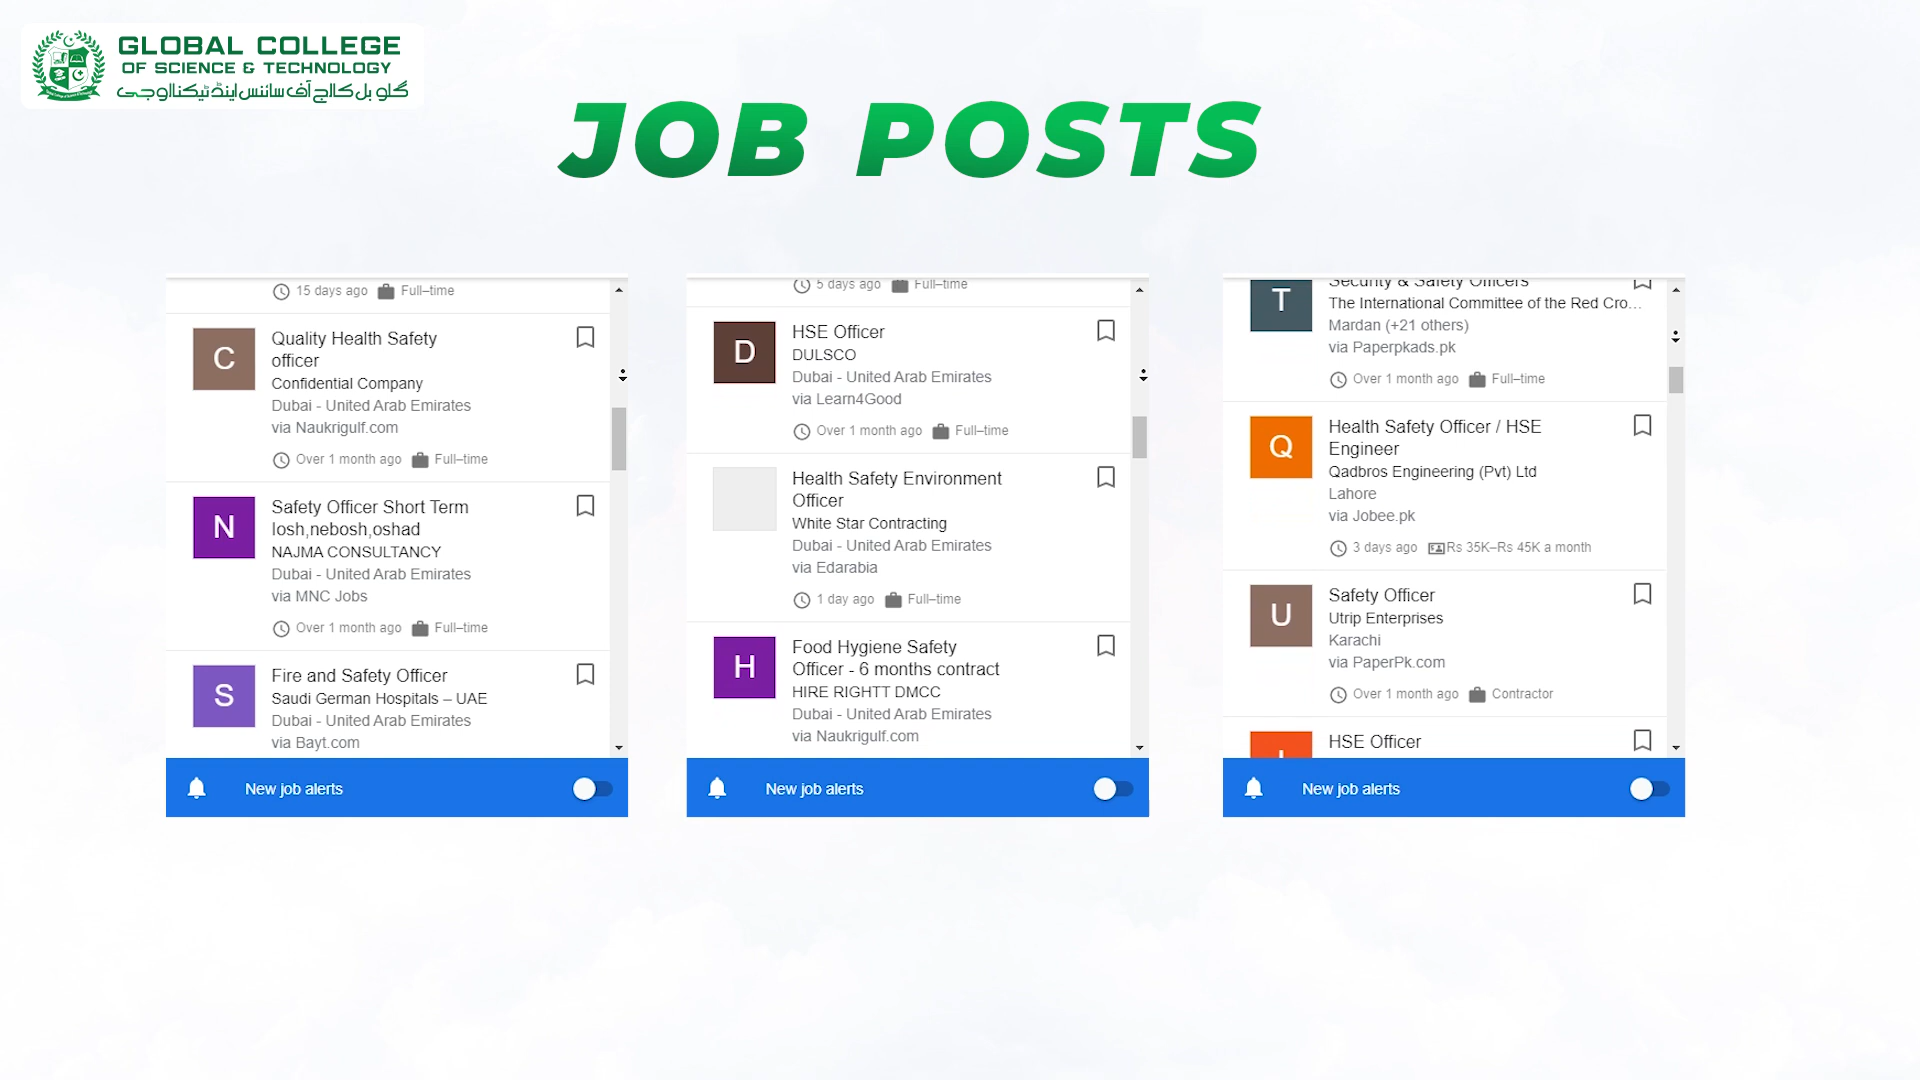 GLOBAL COLLEGE
OF SCIENCE & TECHNOLOGY
گلوبل کالج آف سائنس اینڈ ٹیکنالوجی
JOB POSTS
15 days ago Full–time
C
Quality Health Safety
officer
Confidential Company
Dubai - United Arab Emirates
via Naukrigulf.com
Over 1 month ago Full–time
N
Safety Officer Short Term
Iosh,nebosh,oshad
NAJMA CONSULTANCY
Dubai - United Arab Emirates
via MNC Jobs
Over 1 month ago Full–time
S
Fire and Safety Officer
Saudi German Hospitals – UAE
Dubai - United Arab Emirates
via Bayt.com
New job alerts
5 days ago Full–time
D
HSE Officer
DULSCO
Dubai - United Arab Emirates
via Learn4Good
Over 1 month ago Full–time
Health Safety Environment
Officer
White Star Contracting
Dubai - United Arab Emirates
via Edarabia
1 day ago Full–time
H
Food Hygiene Safety
Officer - 6 months contract
HIRE RIGHTT DMCC
Dubai - United Arab Emirates
via Naukrigulf.com
New job alerts
T
Security & Safety Officers
The International Committee of the Red Cro...
Mardan (+21 others)
via Paperpkads.pk
Over 1 month ago Full–time
Q
Health Safety Officer / HSE
Engineer
Qadbros Engineering (Pvt) Ltd
Lahore
via Jobee.pk
3 days ago Rs 35K–Rs 45K a month
U
Safety Officer
Utrip Enterprises
Karachi
via PaperPk.com
Over 1 month ago Contractor
HSE Officer
New job alerts